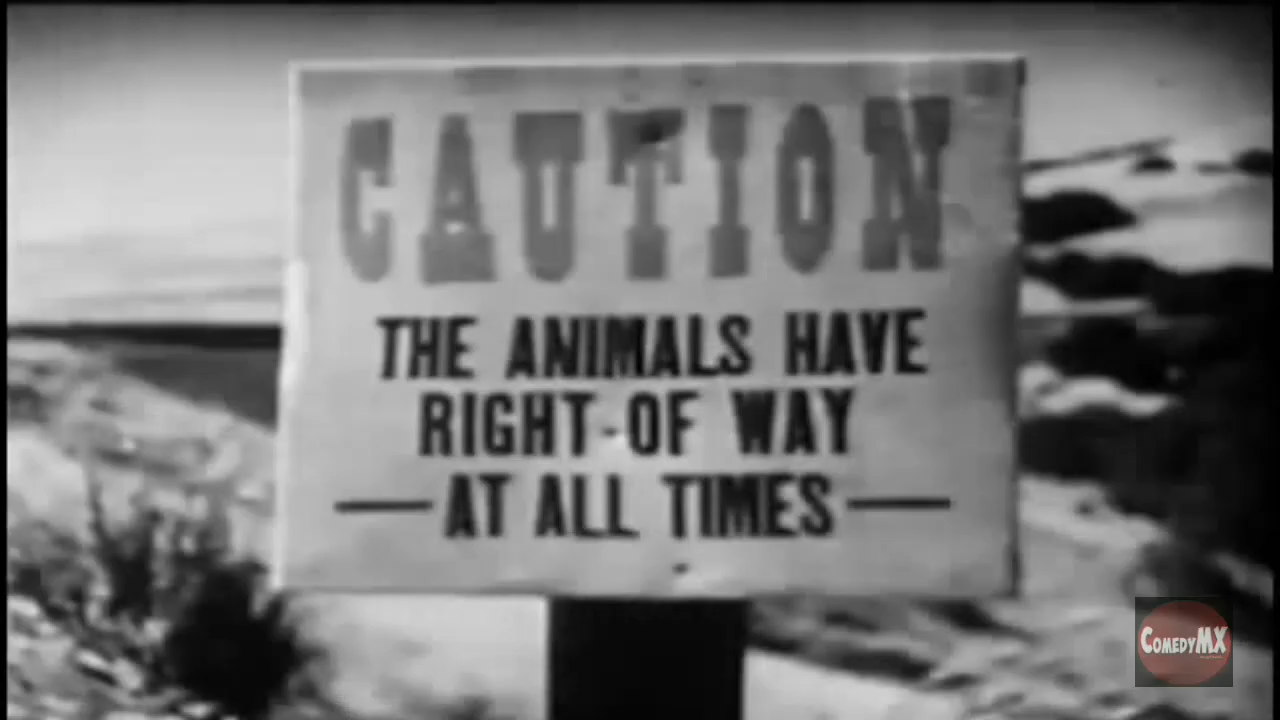 CAUTION
THE ANIMALS HAVE
RIGHT-OF WAY
— AT ALL TIMES —
COMEDYMX